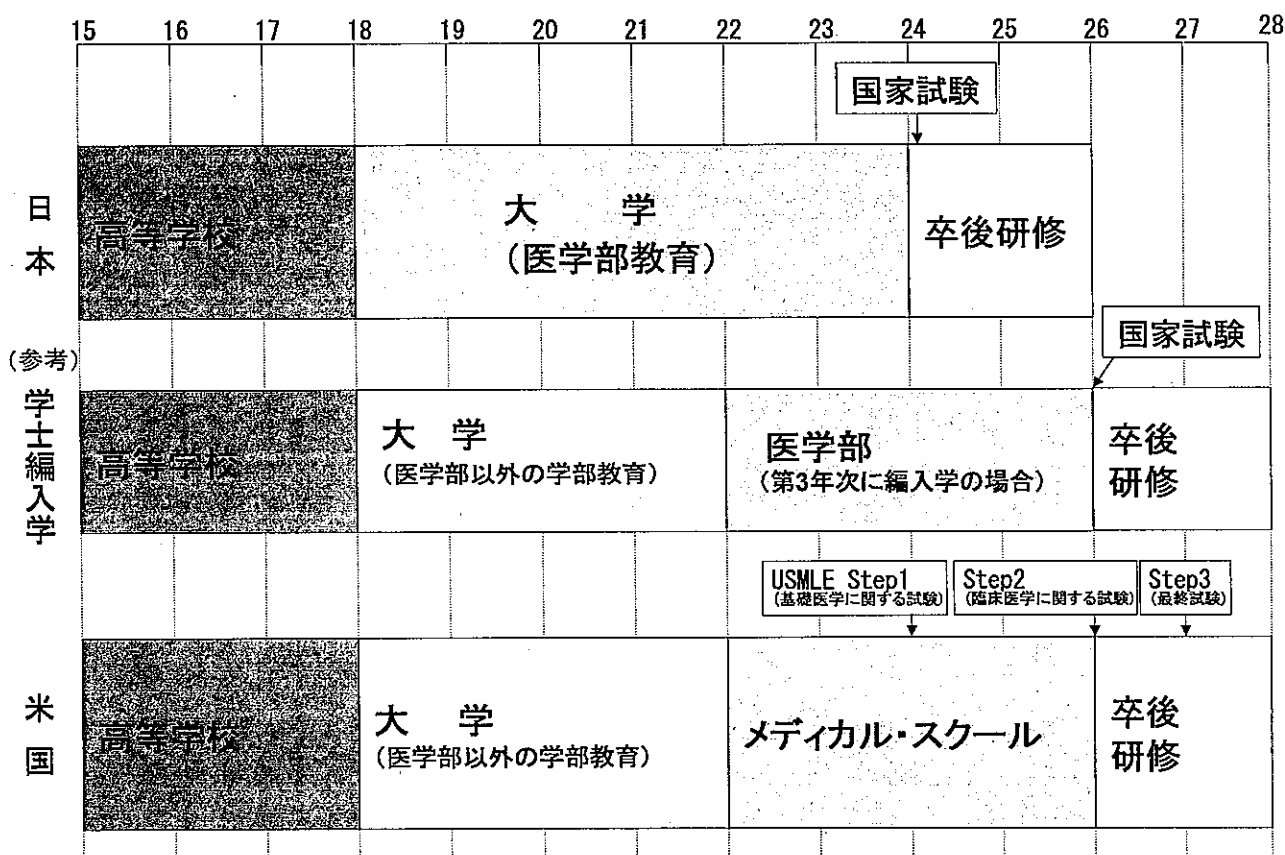 15 16 17 18 19 20 21 22 23 24 25 26 27 28
国家試験
日本
高等学校
大 学
(医学部教育)
卒後研修
国家試験
(参考)
学士編入学
高等学校
大 学
(医学部以外の学部教育)
医学部
(第3年次に編入学の場合)
卒後
研修
USMLE Step1
(基礎医学に関する試験)
Step2
(臨床医学に関する試験)
Step3
(最終試験)
米国
高等学校
大 学
(医学部以外の学部教育)
メディカル・スクール
卒後
研修